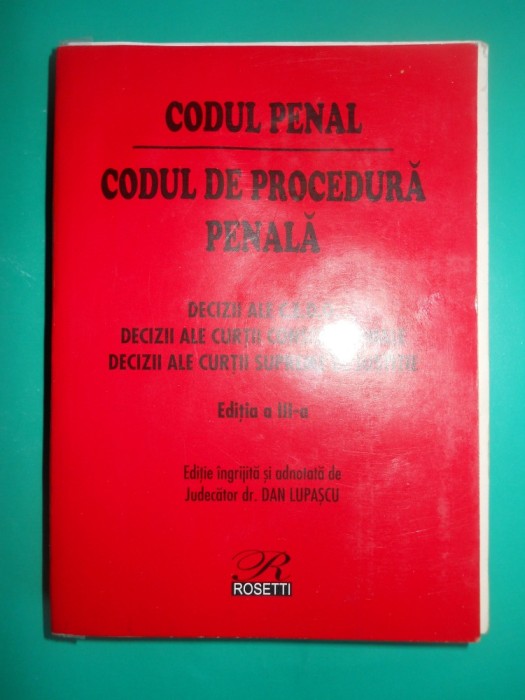 CODUL PENAL
CODUL DE PROCEDURĂ
PENALĂ
DECIZII ALE
DECIZII ALE CURȚII
DECIZII ALE CURȚII
Ediția a III-a
Ediție îngrijită și adnotată de
Judecător dr. DAN LUPAȘCU
R
ROSETTI